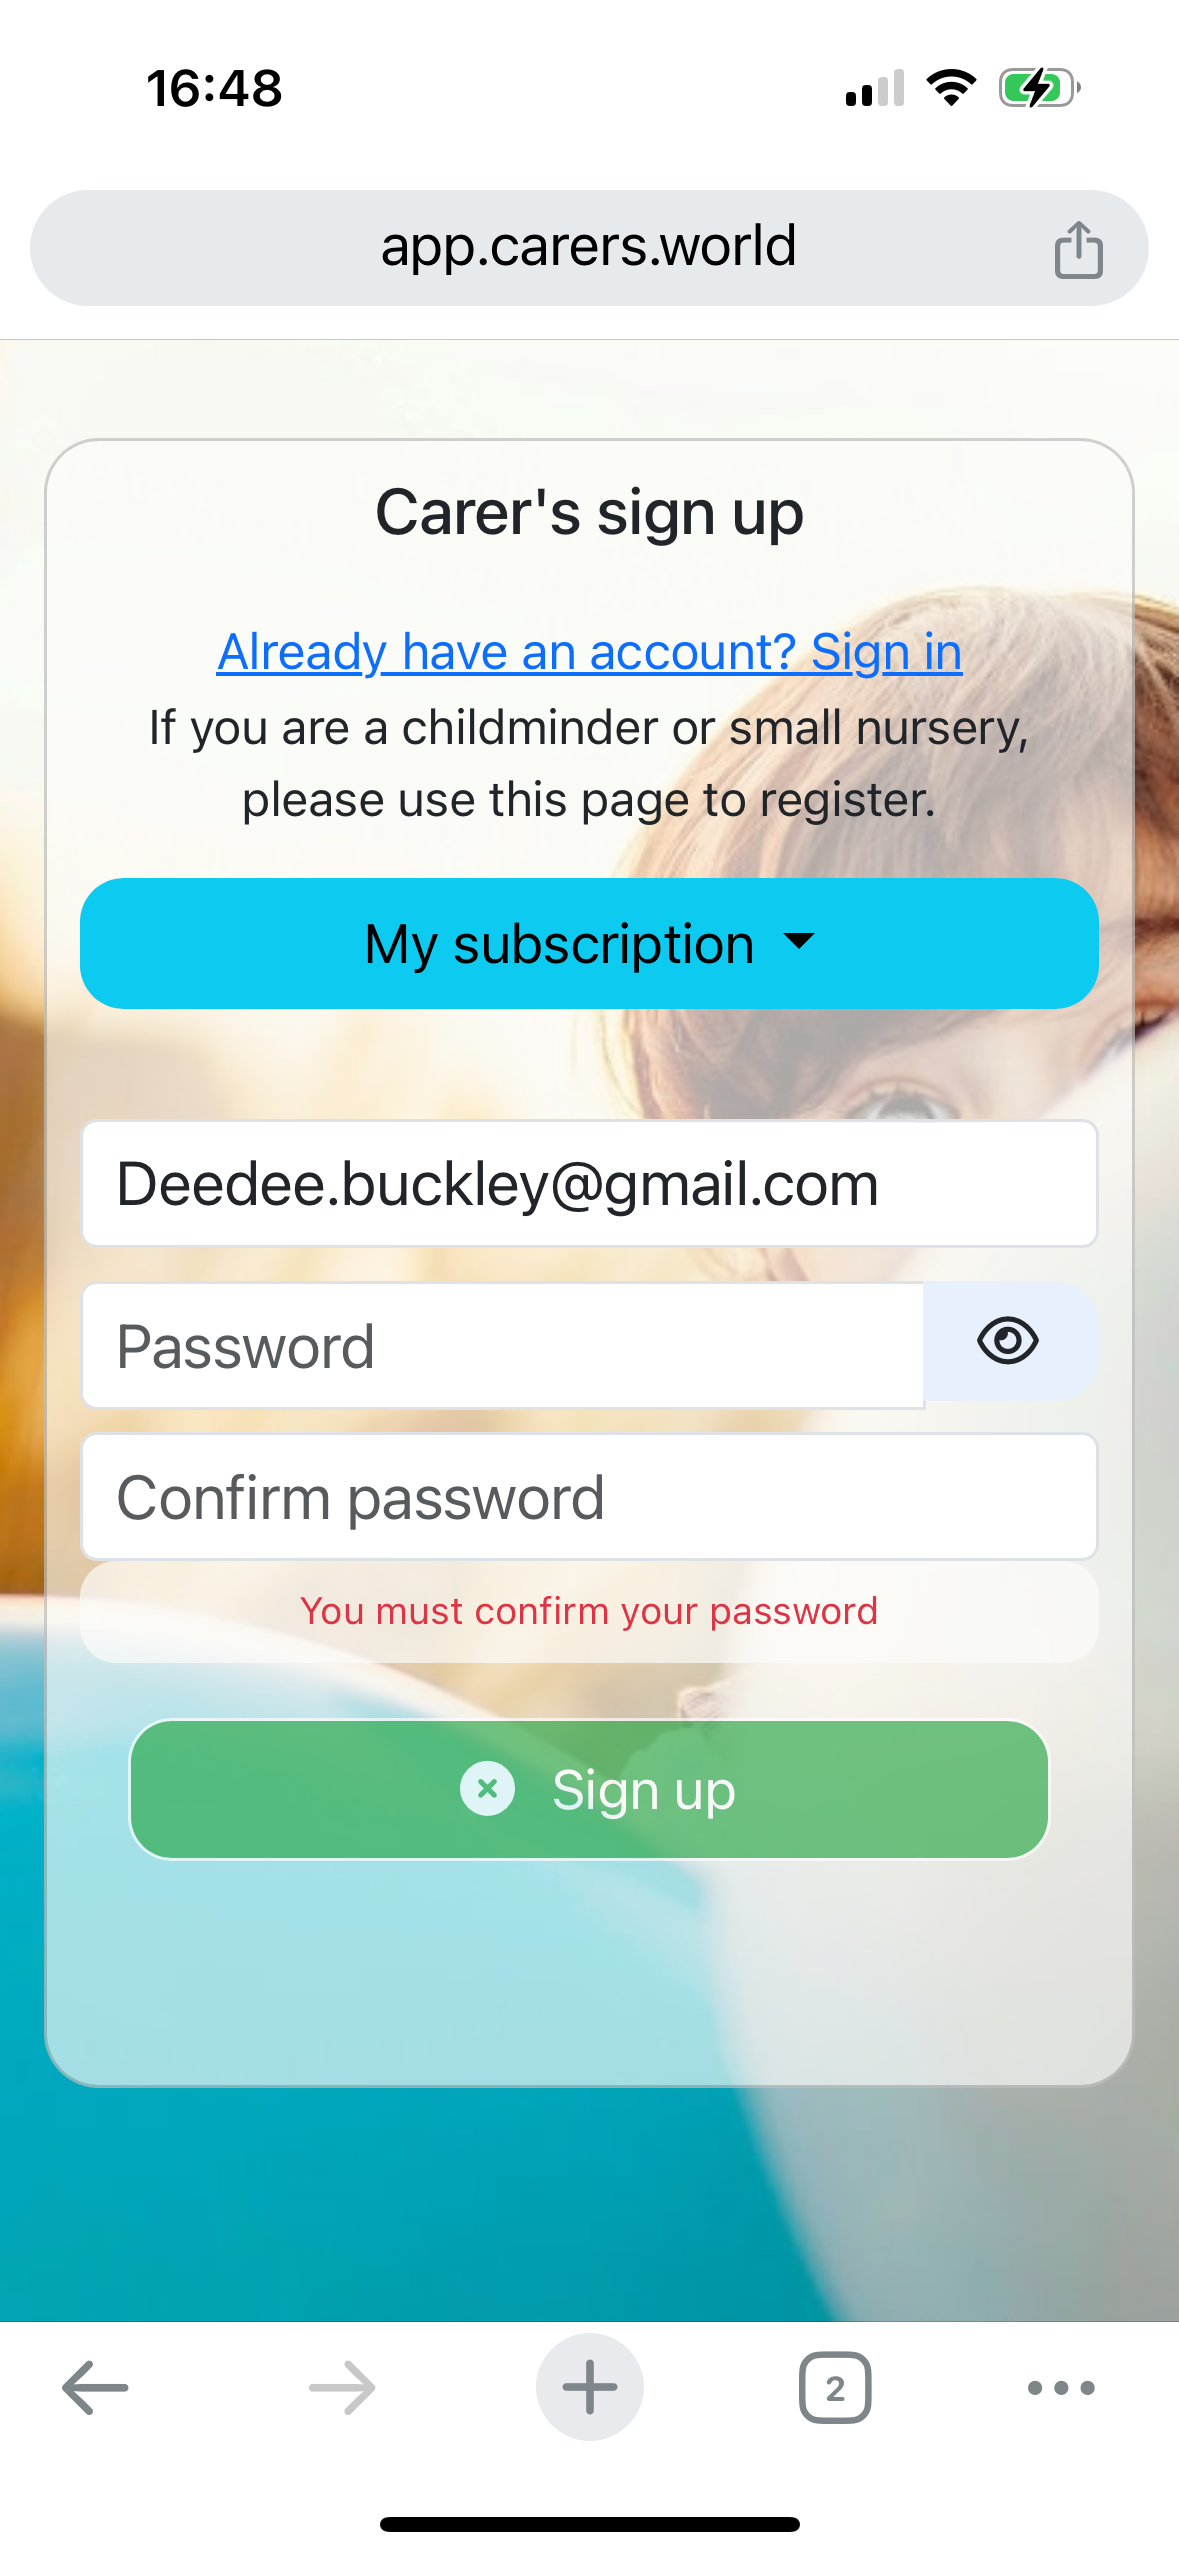 16:48
app.carers.world
Carer's sign up
Already have an account? Sign in
If you are a childminder or small nursery,
please use this page to register.
My subscription
Deedee.buckley@gmail.com
Password
Confirm password
You must confirm your password
Sign up
2